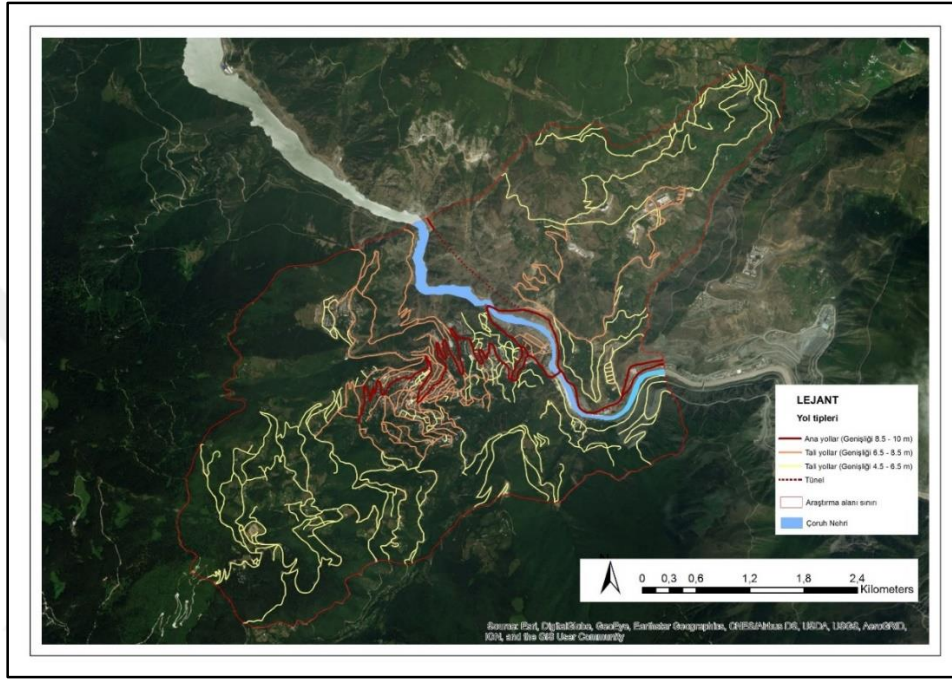 LEJANT
Yol tipleri
Ana yollar (Genişliği 8.5 - 10 m)
Tali yollar (Genişliği 6.5 - 8.5 m)
Tali yollar (Genişliği 4.5 - 6.5 m)
Tünel
Araştırma alanı sınırı
Çoruh Nehri
0 0,3 0,6 1,2 1,8 2,4
Kilometers
Source: Esri, DigitalGlobe, GeoEye, Earthstar Geographics, CNES/Airbus DS, USDA, USGS, AeroGRID,
IGN, and the GIS User Community